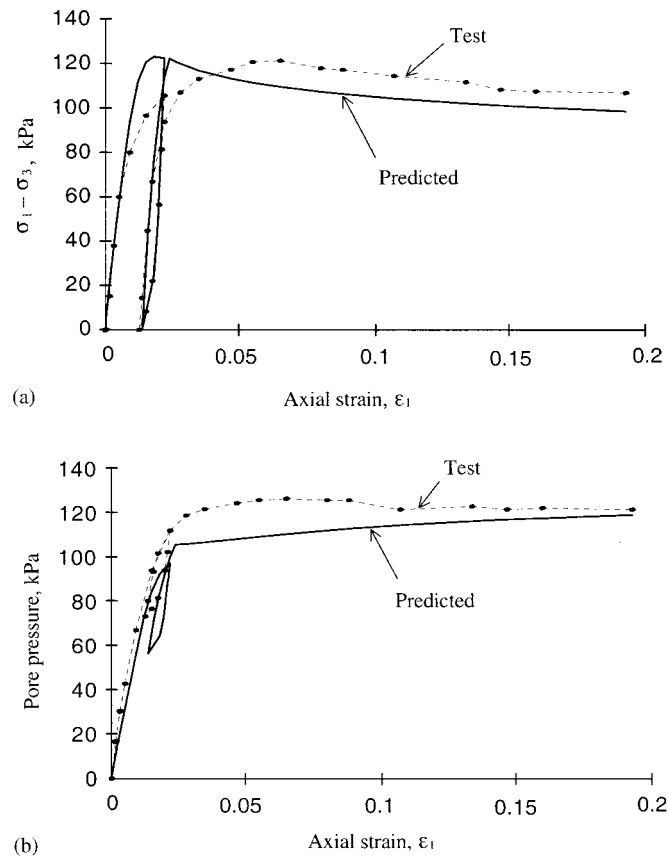 140
120
100
80
60
40
20
0
σ₁ – σ₃, kPa
Test
Predicted
0 0.05 0.1 0.15 0.2
(a)
Axial strain, ε₁
140
120
100
80
60
40
20
0
Pore pressure, kPa
Test
Predicted
0 0.05 0.1 0.15 0.2
(b)
Axial strain, ε₁